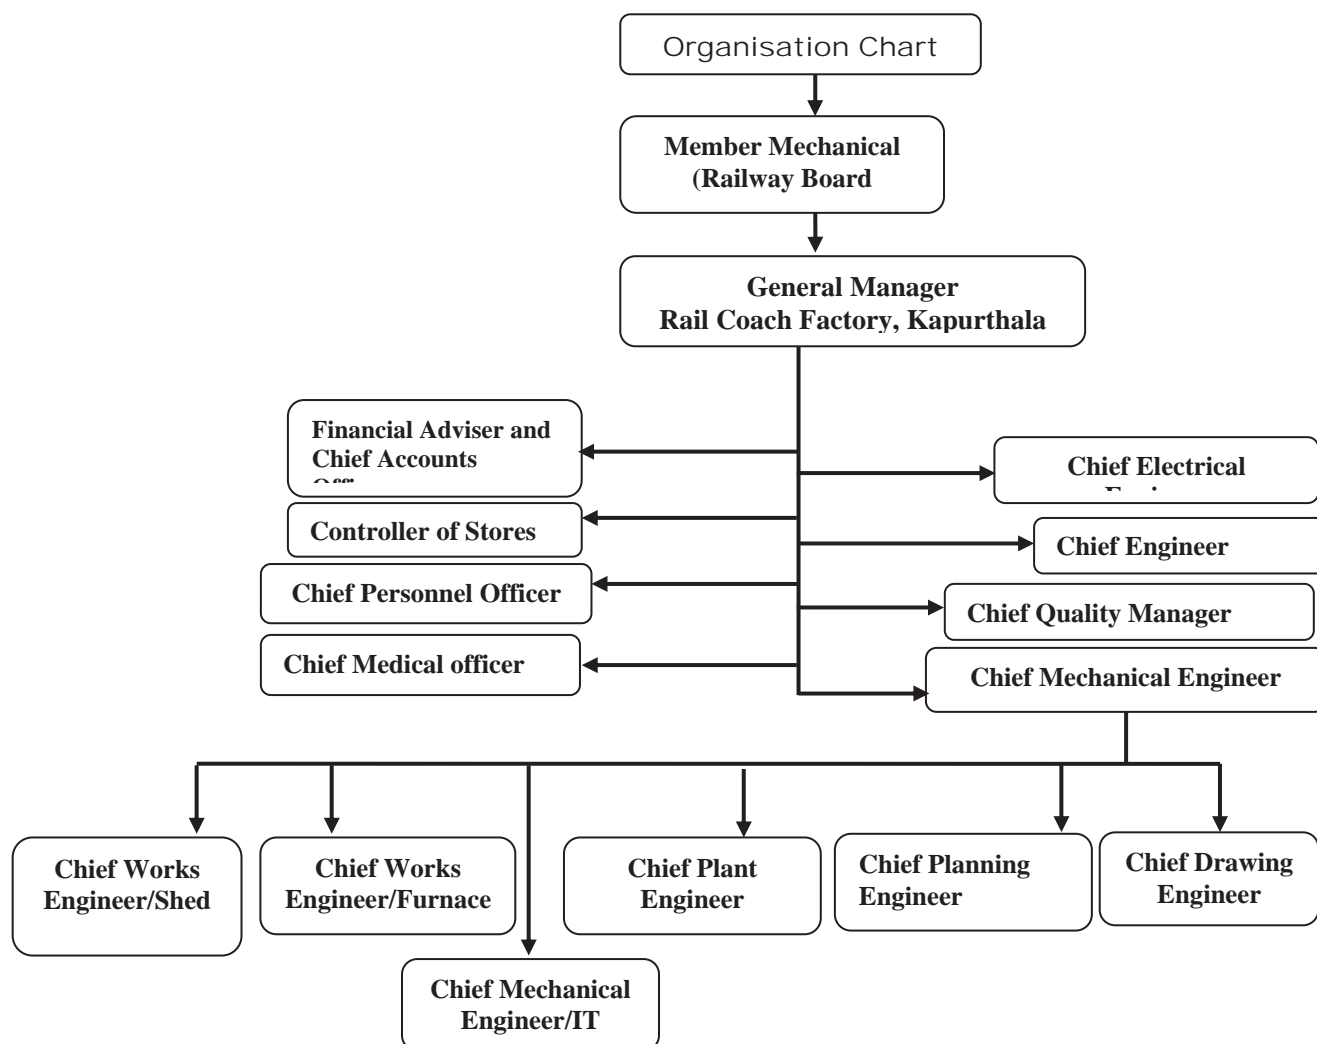 Organisation Chart
Member Mechanical
(Railway Board
General Manager
Rail Coach Factory, Kapurthala
Financial Adviser and
Chief Accounts
Chief Electrical
Controller of Stores
Chief Engineer
Chief Personnel Officer
Chief Quality Manager
Chief Medical officer
Chief Mechanical Engineer
Chief Works
Engineer/Shed
Chief Works
Engineer/Furnace
Chief Plant
Engineer
Chief Planning
Engineer
Chief Drawing
Engineer
Chief Mechanical
Engineer/IT